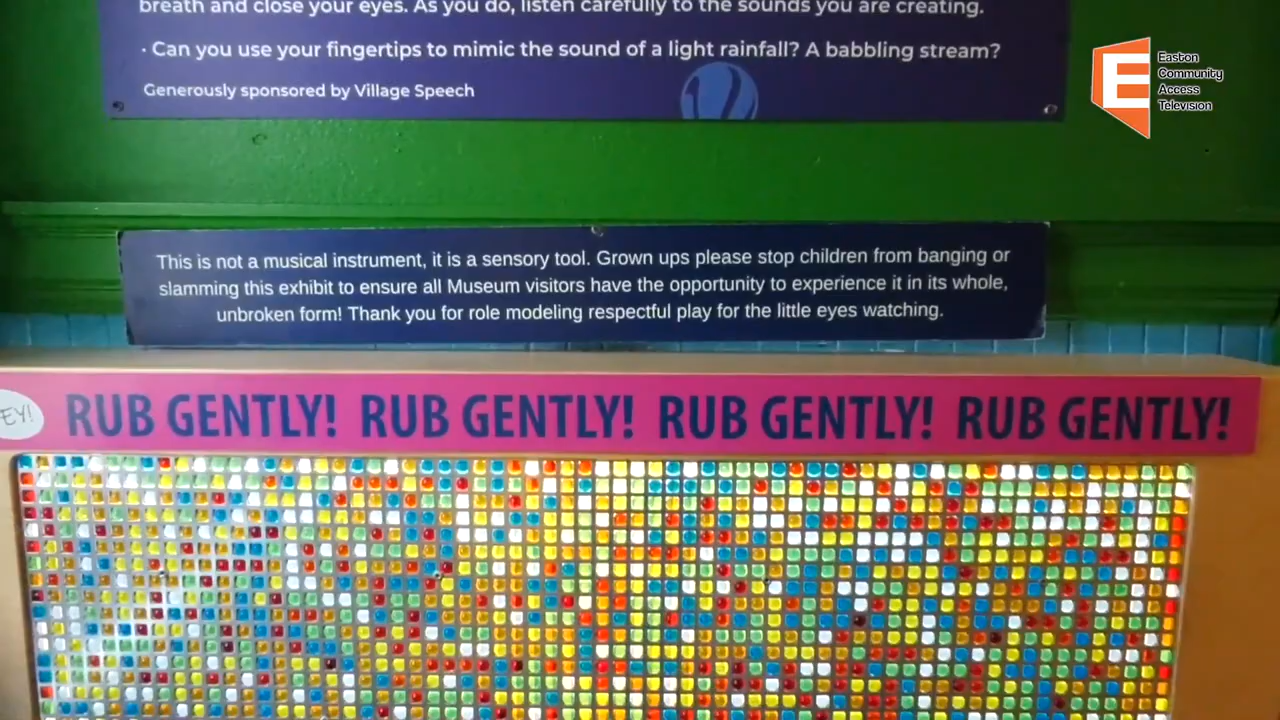 breath and close your eyes. As you do, listen carefully to the sounds you are creating.
· Can you use your fingertips to mimic the sound of a light rainfall? A babbling stream?
Generously sponsored by Village Speech
E
Easton
Community
Access
Television
This is not a musical instrument, it is a sensory tool. Grown ups please stop children from banging or
slamming this exhibit to ensure all Museum visitors have the opportunity to experience it in its whole,
unbroken form! Thank you for role modeling respectful play for the little eyes watching.
EY!
RUB GENTLY! RUB GENTLY! RUB GENTLY! RUB GENTLY!